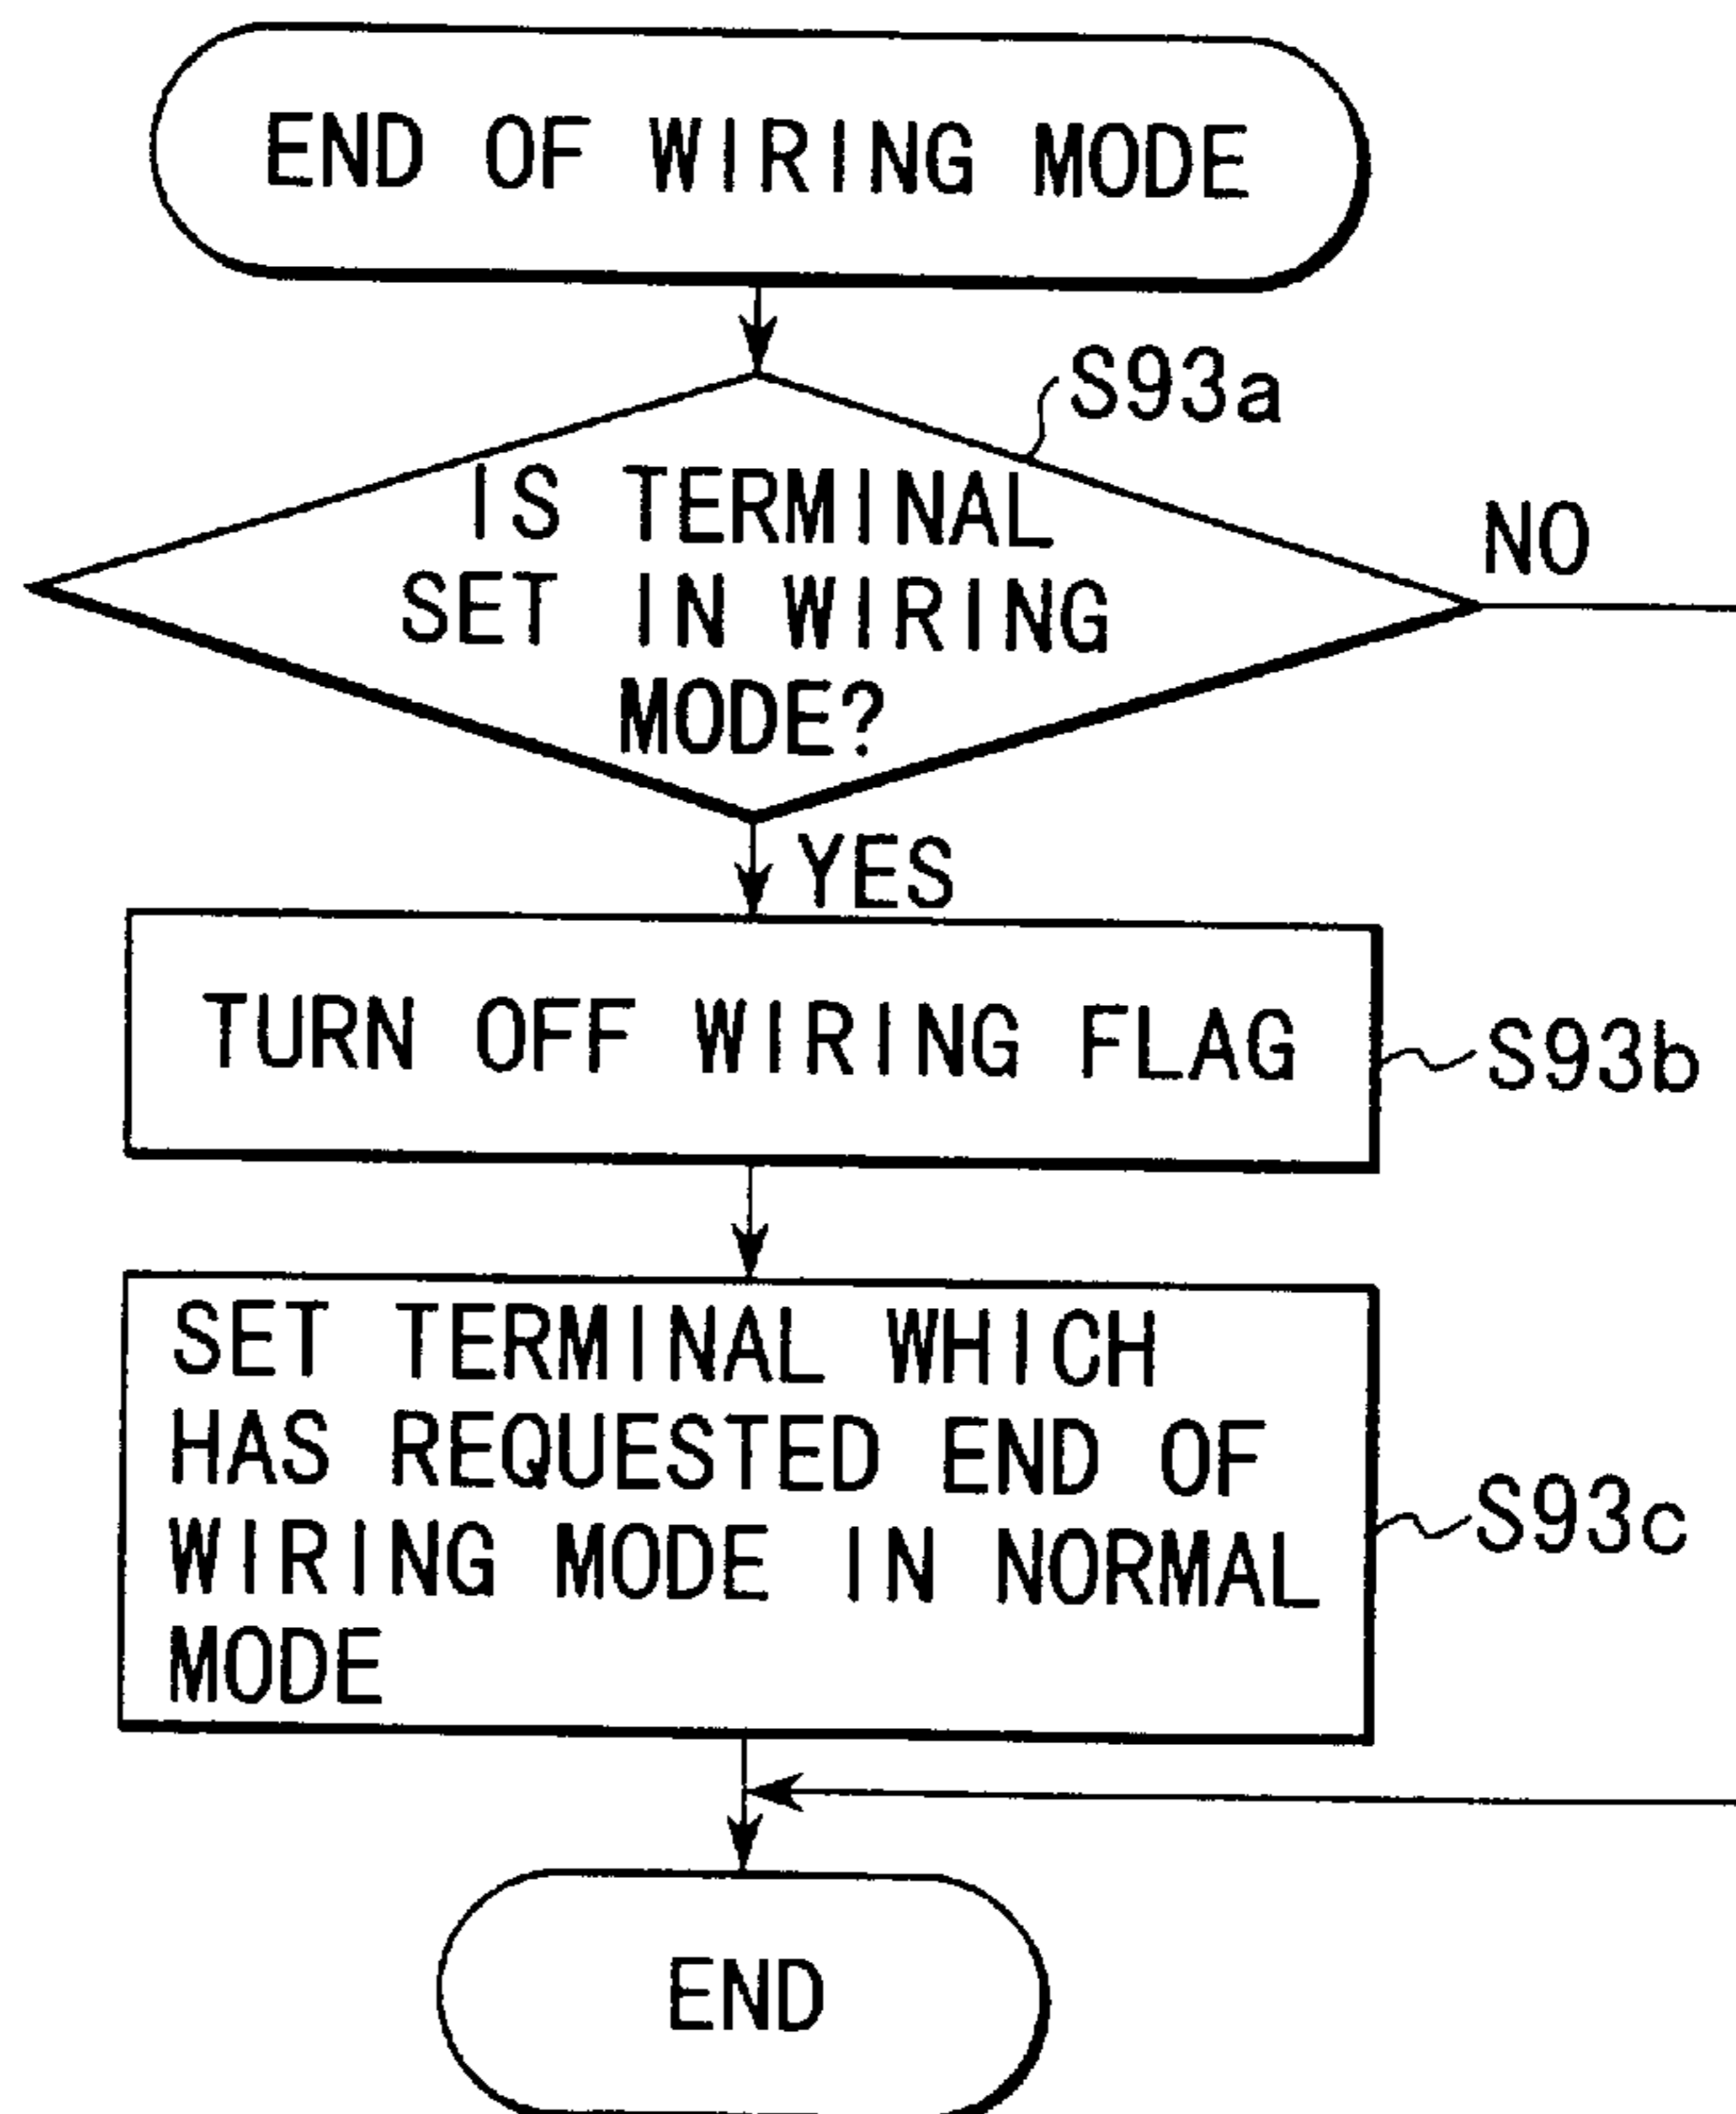 END OF WIRING MODE
S93a
IS TERMINAL
SET IN WIRING
MODE?
NO
YES
TURN OFF WIRING FLAG
S93b
SET TERMINAL WHICH
HAS REQUESTED END OF
WIRING MODE IN NORMAL
MODE
S93c
END